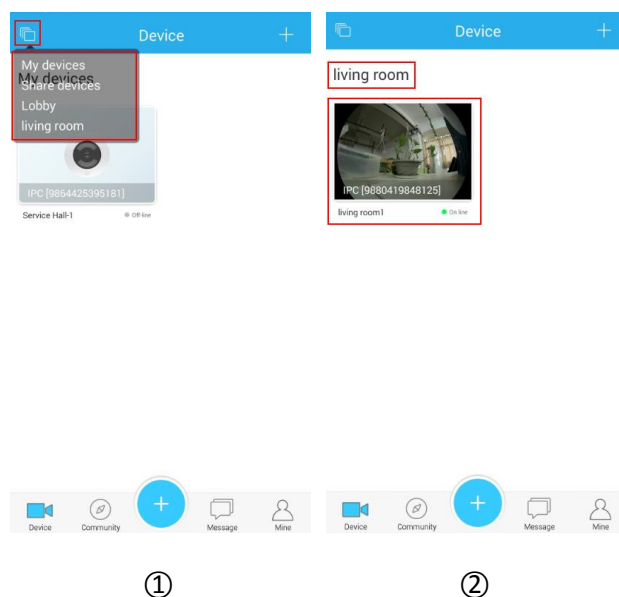 Device
My devices
Share devices
Lobby
living room
My devices
IPC [9864425395181]
Service Hall-1
Off-line
Device
Community
Message
Mine
①
Device
living room
IPC [9880419848125]
living room1
On line
Device
Community
Message
Mine
②